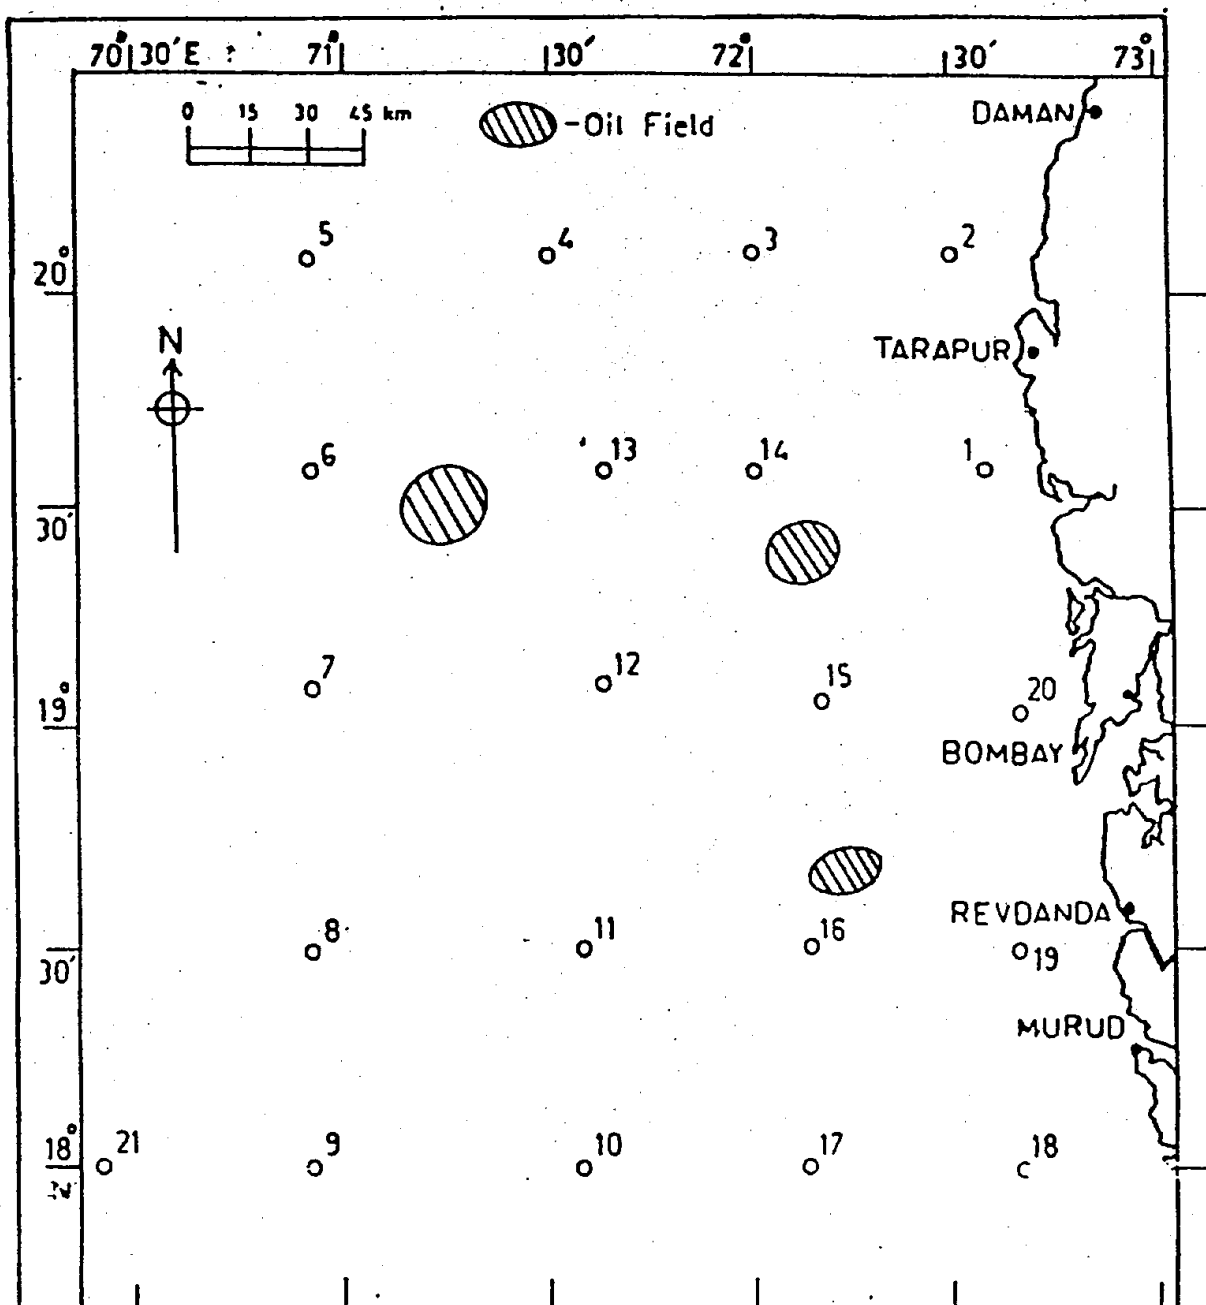 70° 30′E 71° 30′ 72° 30′ 73°
0 15 30 45 km
-Oil Field
DAMAN
5 4 3 2
20°
N
TARAPUR
6 13 14 1
30′
7 12 15 20
19°
BOMBAY
REVDANDA
8 11 16 19
30′
MURUD
18°
21 9 10 17 18
N